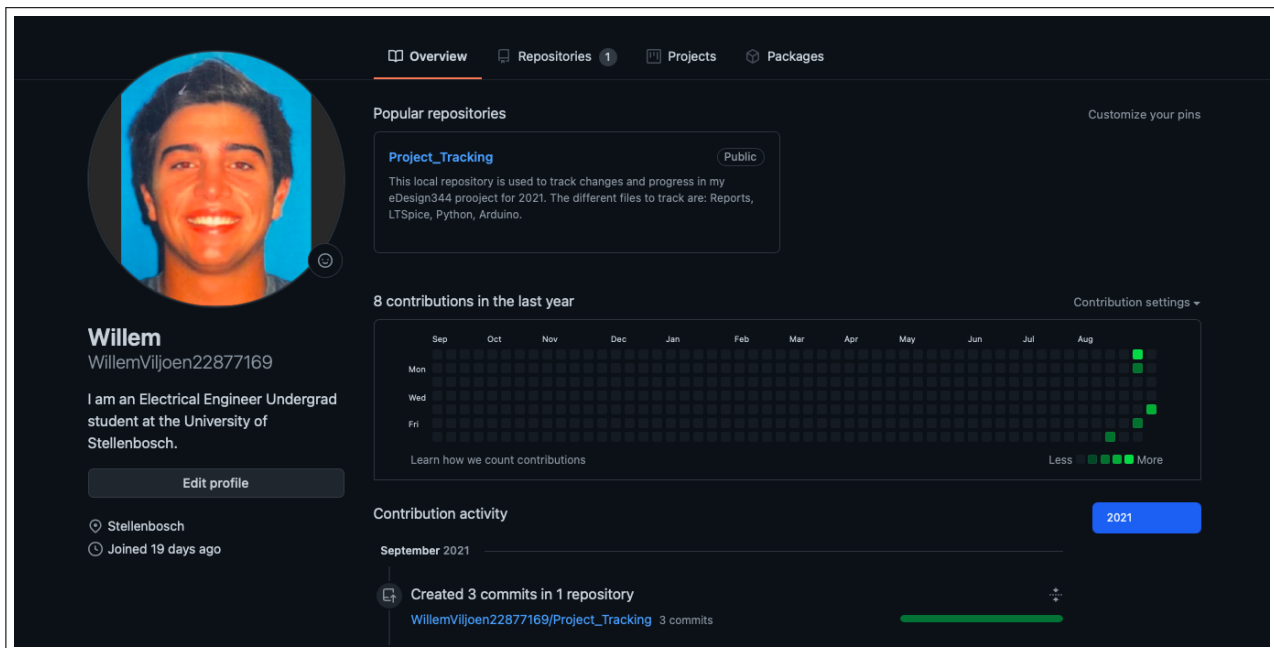 Overview Repositories 1 Projects Packages
Popular repositories
Customize your pins
Project_Tracking
Public
This local repository is used to track changes and progress in my
eDesign344 prooject for 2021. The different files to track are: Reports,
LTSpice, Python, Arduino.
Willem
WillemViljoen22877169
I am an Electrical Engineer Undergrad
student at the University of
Stellenbosch.
Edit profile
Stellenbosch
Joined 19 days ago
8 contributions in the last year
Contribution settings
Sep Oct Nov Dec Jan Feb Mar Apr May Jun Jul Aug
Mon
Wed
Fri
Learn how we count contributions
Less More
Contribution activity
2021
September 2021
Created 3 commits in 1 repository
WillemViljoen22877169/Project_Tracking 3 commits